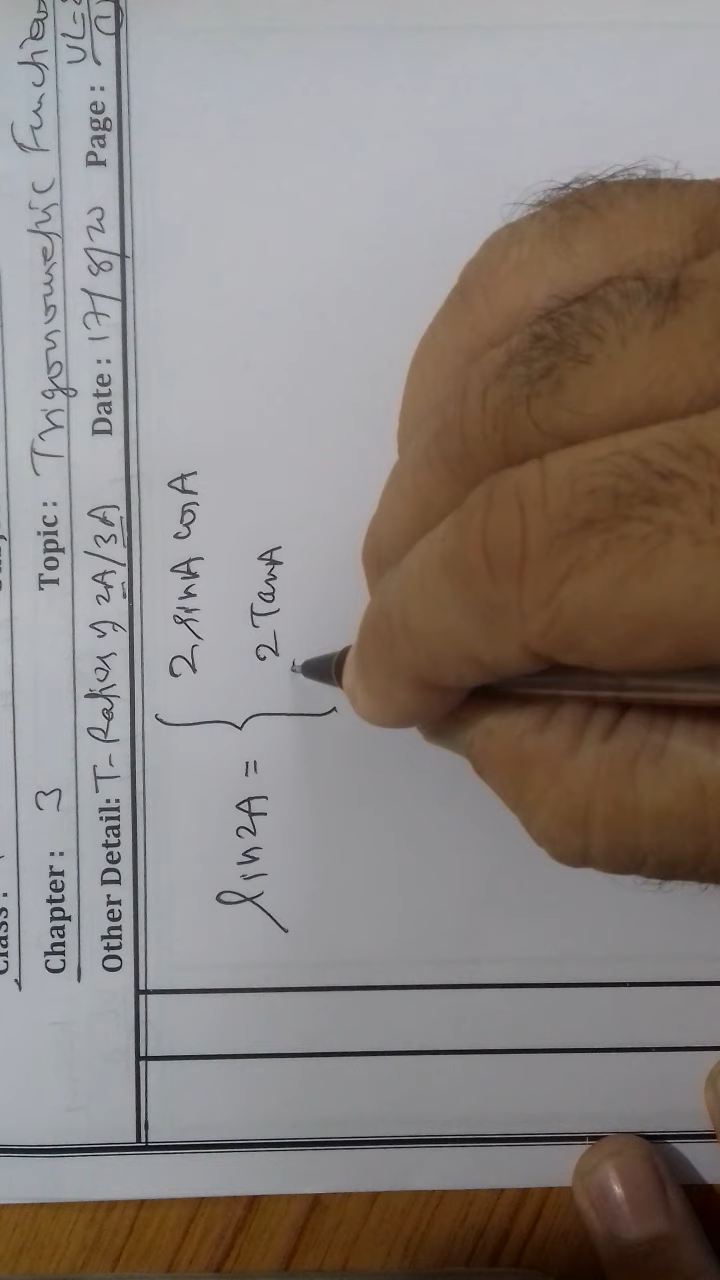 Chapter : 3 Topic : Trigonometric Function
Other Detail: T-Ratios of 2A/3A Date : 17/8/20 Page :
2 sinA cosA
sin2A =
2 TanA